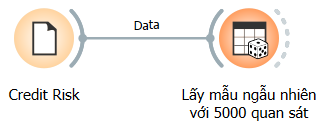 Data
Credit Risk
Lấy mẫu ngẫu nhiên
với 5000 quan sát